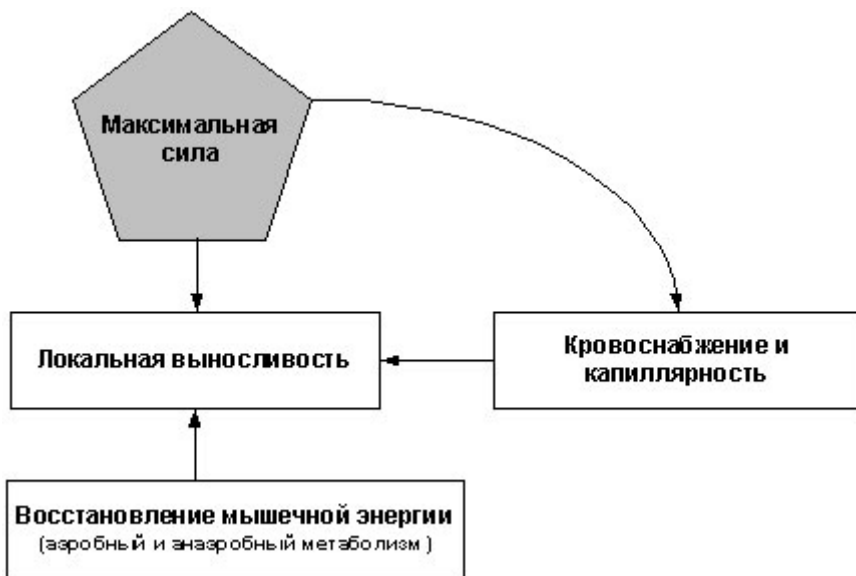 Максимальная
сила
Локальная выносливость
Кровоснабжение и
капиллярность
Восстановление мышечной энергии
(аэробный и анаэробный метаболизм)